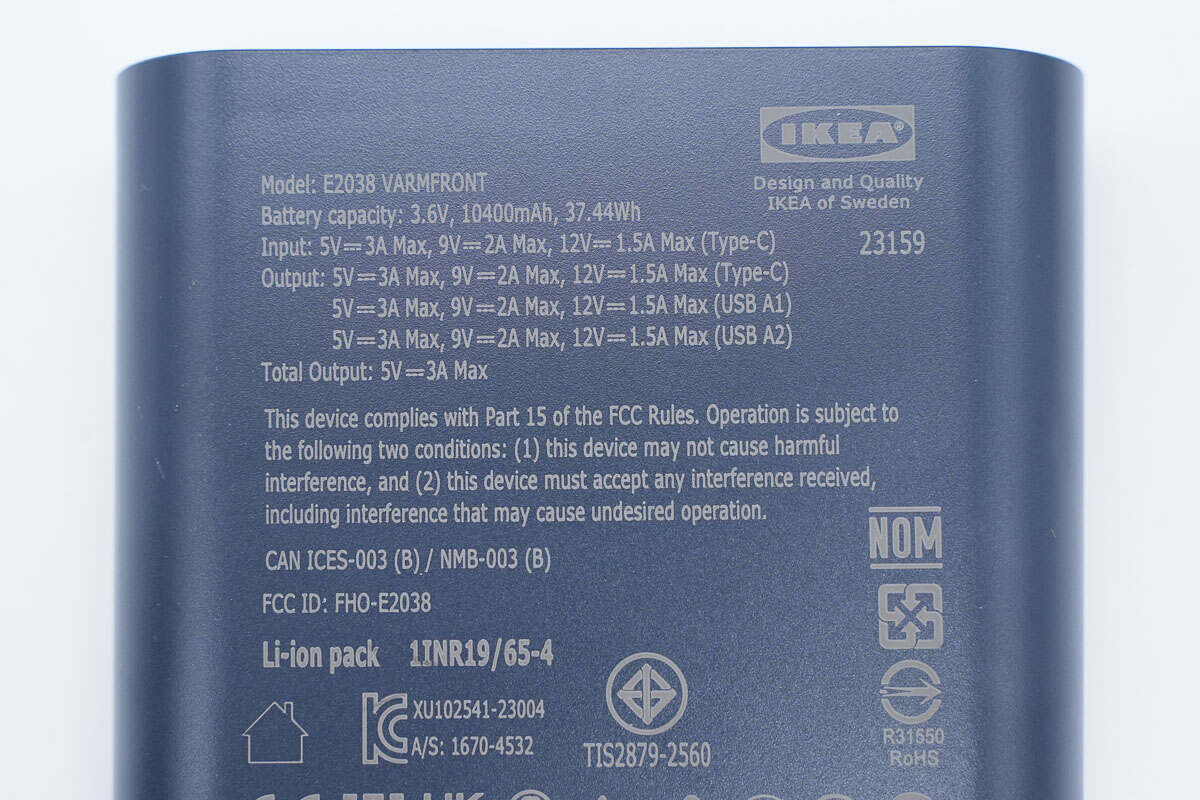 IKEA®
Design and Quality
IKEA of Sweden
23159
Model: E2038 VARMFRONT
Battery capacity: 3.6V, 10400mAh, 37.44Wh
Input: 5V⎓3A Max, 9V⎓2A Max, 12V⎓1.5A Max (Type-C)
Output: 5V⎓3A Max, 9V⎓2A Max, 12V⎓1.5A Max (Type-C)
5V⎓3A Max, 9V⎓2A Max, 12V⎓1.5A Max (USB A1)
5V⎓3A Max, 9V⎓2A Max, 12V⎓1.5A Max (USB A2)
Total Output: 5V⎓3A Max
This device complies with Part 15 of the FCC Rules. Operation is subject to
the following two conditions: (1) this device may not cause harmful
interference, and (2) this device must accept any interference received,
including interference that may cause undesired operation.
CAN ICES-003 (B) / NMB-003 (B)
FCC ID: FHO-E2038
Li-ion pack 1INR19/65-4
XU102541-23004
A/S: 1670-4532
TIS2879-2560
NOM
R31550
RoHS